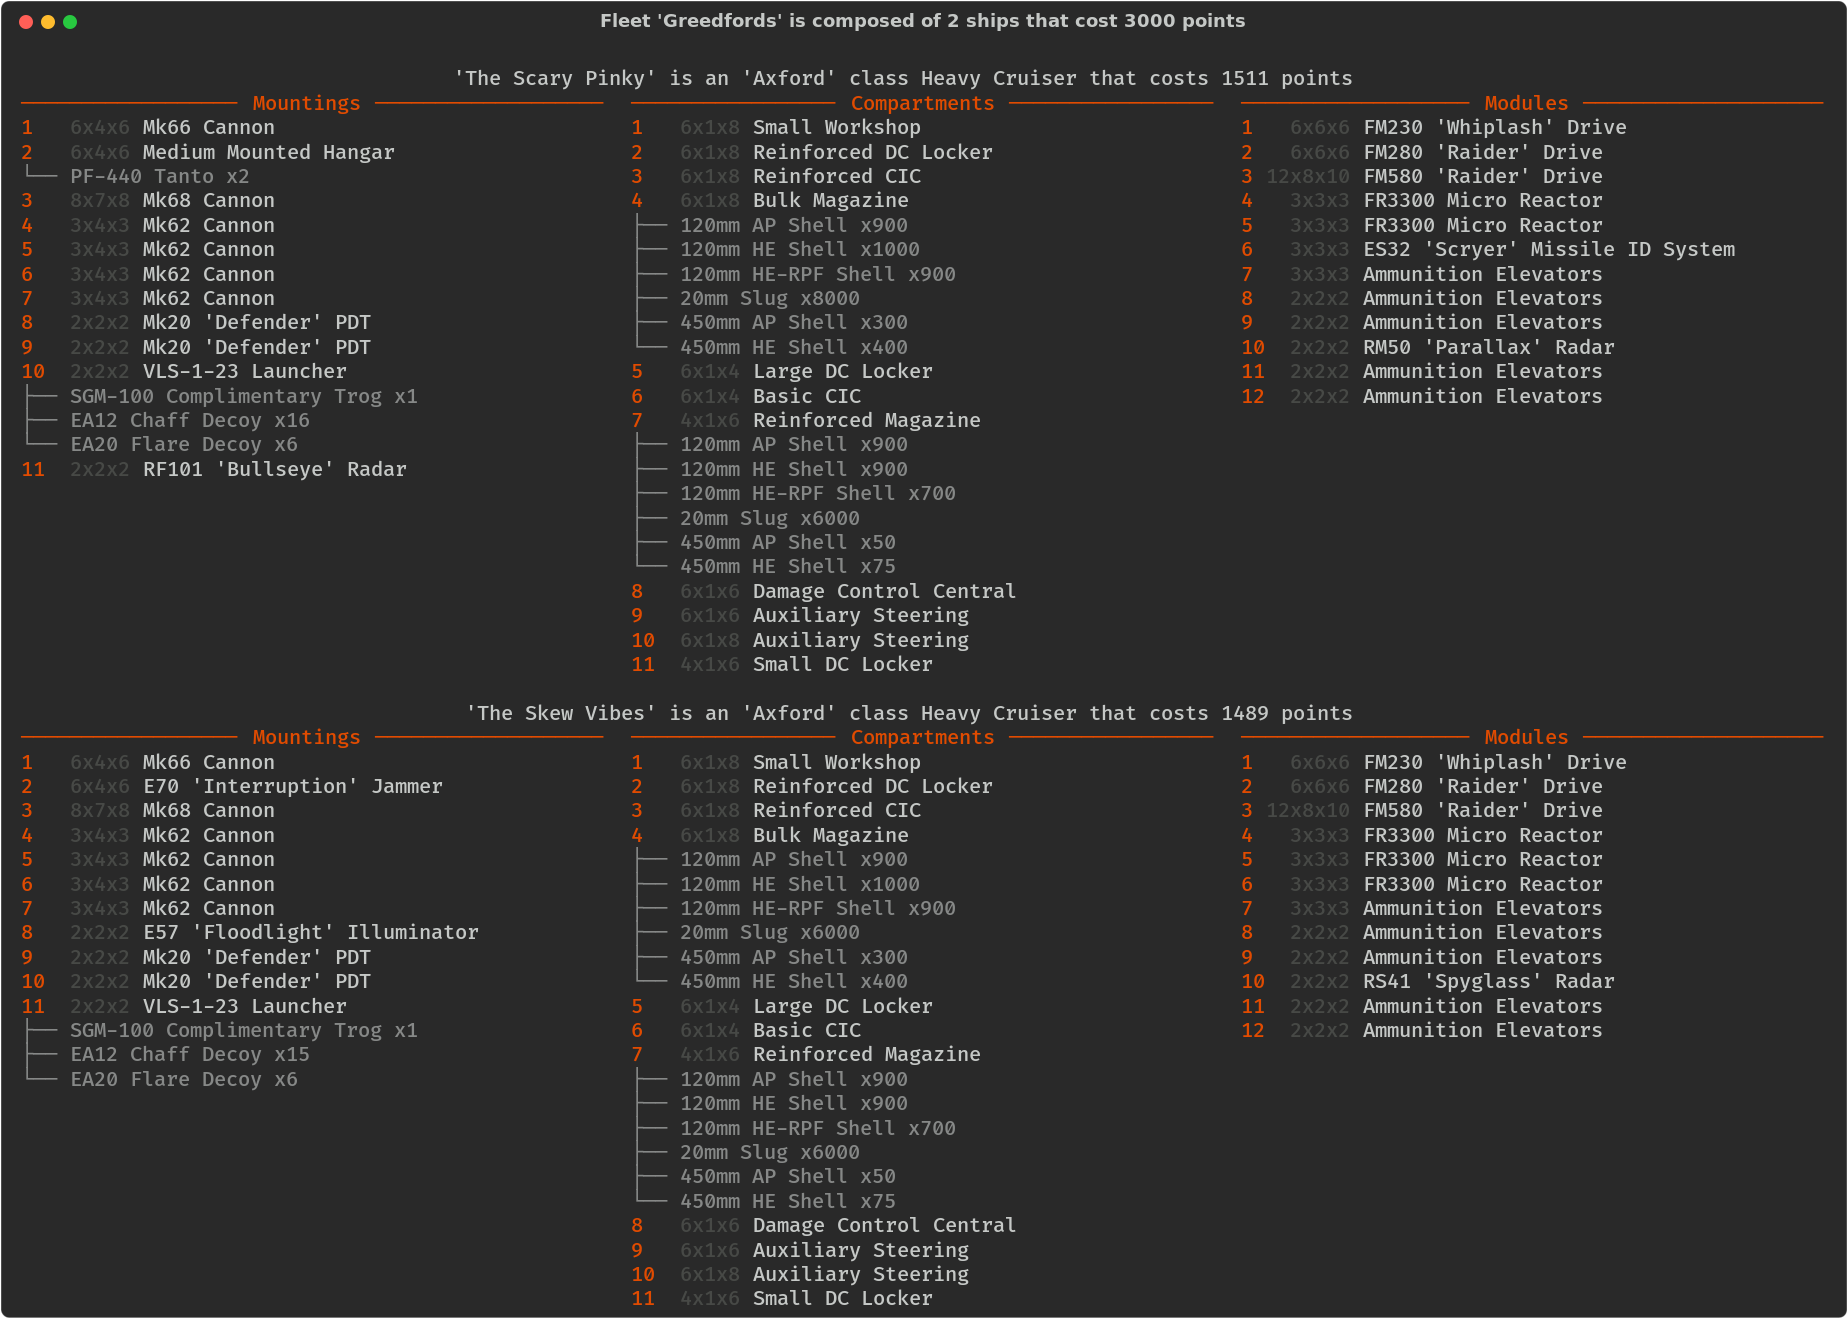 Fleet 'Greedfords' is composed of 2 ships that cost 3000 points
'The Scary Pinky' is an 'Axford' class Heavy Cruiser that costs 1511 points
Mountings
1 6x4x6 Mk66 Cannon
2 6x4x6 Medium Mounted Hangar
PF-440 Tanto x2
3 8x7x8 Mk68 Cannon
4 3x4x3 Mk62 Cannon
5 3x4x3 Mk62 Cannon
6 3x4x3 Mk62 Cannon
7 3x4x3 Mk62 Cannon
8 2x2x2 Mk20 'Defender' PDT
9 2x2x2 Mk20 'Defender' PDT
10 2x2x2 VLS-1-23 Launcher
SGM-100 Complimentary Trog x1
EA12 Chaff Decoy x16
EA20 Flare Decoy x6
11 2x2x2 RF101 'Bullseye' Radar
Compartments
1 6x1x8 Small Workshop
2 6x1x8 Reinforced DC Locker
3 6x1x8 Reinforced CIC
4 6x1x8 Bulk Magazine
120mm AP Shell x900
120mm HE Shell x1000
120mm HE-RPF Shell x900
20mm Slug x8000
450mm AP Shell x300
450mm HE Shell x400
5 6x1x4 Large DC Locker
6 6x1x4 Basic CIC
7 4x1x6 Reinforced Magazine
120mm AP Shell x900
120mm HE Shell x900
120mm HE-RPF Shell x700
20mm Slug x6000
450mm AP Shell x50
450mm HE Shell x75
8 6x1x6 Damage Control Central
9 6x1x6 Auxiliary Steering
10 6x1x8 Auxiliary Steering
11 4x1x6 Small DC Locker
Modules
1 6x6x6 FM230 'Whiplash' Drive
2 6x6x6 FM280 'Raider' Drive
3 12x8x10 FM580 'Raider' Drive
4 3x3x3 FR3300 Micro Reactor
5 3x3x3 FR3300 Micro Reactor
6 3x3x3 ES32 'Scryer' Missile ID System
7 3x3x3 Ammunition Elevators
8 2x2x2 Ammunition Elevators
9 2x2x2 Ammunition Elevators
10 2x2x2 RM50 'Parallax' Radar
11 2x2x2 Ammunition Elevators
12 2x2x2 Ammunition Elevators
'The Skew Vibes' is an 'Axford' class Heavy Cruiser that costs 1489 points
Mountings
1 6x4x6 Mk66 Cannon
2 6x4x6 E70 'Interruption' Jammer
3 8x7x8 Mk68 Cannon
4 3x4x3 Mk62 Cannon
5 3x4x3 Mk62 Cannon
6 3x4x3 Mk62 Cannon
7 3x4x3 Mk62 Cannon
8 2x2x2 E57 'Floodlight' Illuminator
9 2x2x2 Mk20 'Defender' PDT
10 2x2x2 Mk20 'Defender' PDT
11 2x2x2 VLS-1-23 Launcher
SGM-100 Complimentary Trog x1
EA12 Chaff Decoy x15
EA20 Flare Decoy x6
Compartments
1 6x1x8 Small Workshop
2 6x1x8 Reinforced DC Locker
3 6x1x8 Reinforced CIC
4 6x1x8 Bulk Magazine
120mm AP Shell x900
120mm HE Shell x1000
120mm HE-RPF Shell x900
20mm Slug x6000
450mm AP Shell x300
450mm HE Shell x400
5 6x1x4 Large DC Locker
6 6x1x4 Basic CIC
7 4x1x6 Reinforced Magazine
120mm AP Shell x900
120mm HE Shell x900
120mm HE-RPF Shell x700
20mm Slug x6000
450mm AP Shell x50
450mm HE Shell x75
8 6x1x6 Damage Control Central
9 6x1x6 Auxiliary Steering
10 6x1x8 Auxiliary Steering
11 4x1x6 Small DC Locker
Modules
1 6x6x6 FM230 'Whiplash' Drive
2 6x6x6 FM280 'Raider' Drive
3 12x8x10 FM580 'Raider' Drive
4 3x3x3 FR3300 Micro Reactor
5 3x3x3 FR3300 Micro Reactor
6 3x3x3 FR3300 Micro Reactor
7 3x3x3 Ammunition Elevators
8 2x2x2 Ammunition Elevators
9 2x2x2 Ammunition Elevators
10 2x2x2 RS41 'Spyglass' Radar
11 2x2x2 Ammunition Elevators
12 2x2x2 Ammunition Elevators